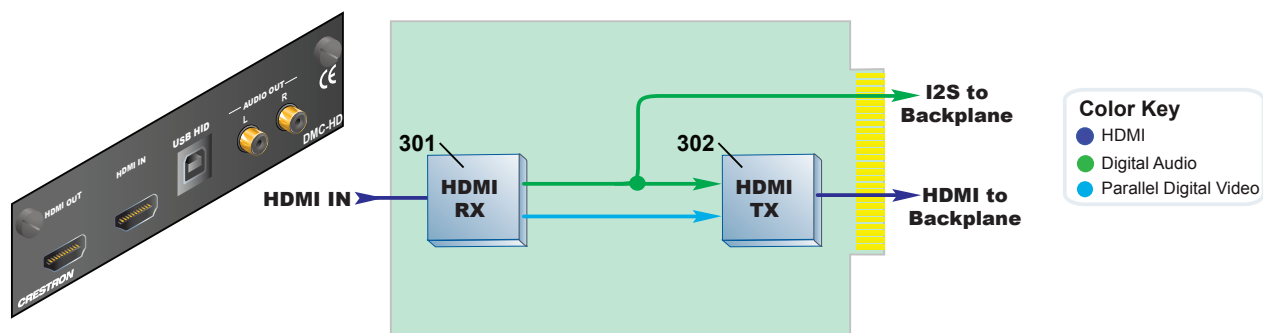 AUDIO OUT
L
R
CE
USB HID
DMC-HD
HDMI IN
HDMI OUT
CRESTRON
HDMI IN
301
HDMI
RX
302
HDMI
TX
I2S to
Backplane
HDMI to
Backplane
Color Key
HDMI
Digital Audio
Parallel Digital Video